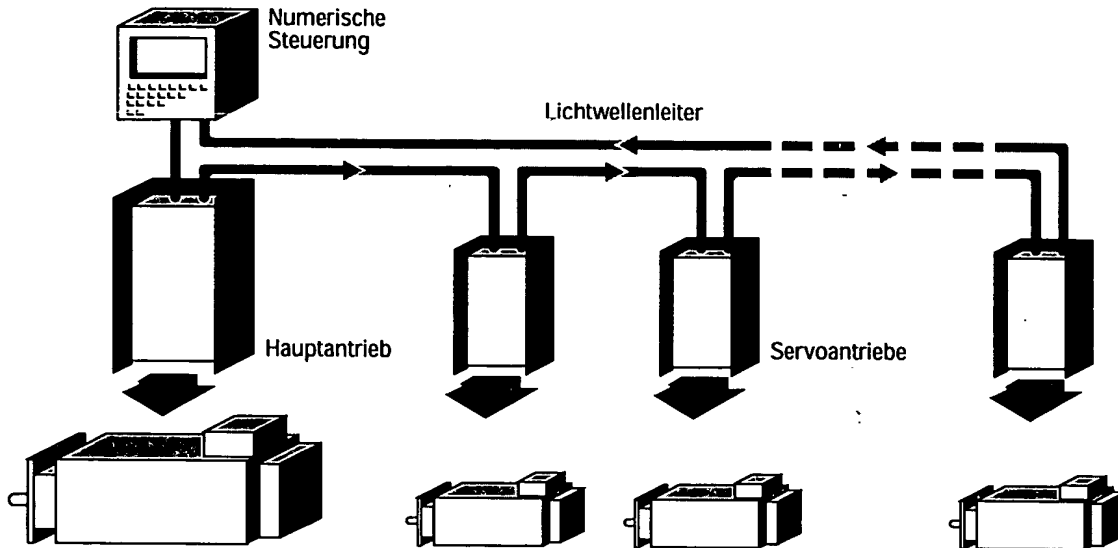 Numerische
Steuerung
Lichtwellenleiter
Hauptantrieb
Servoantriebe